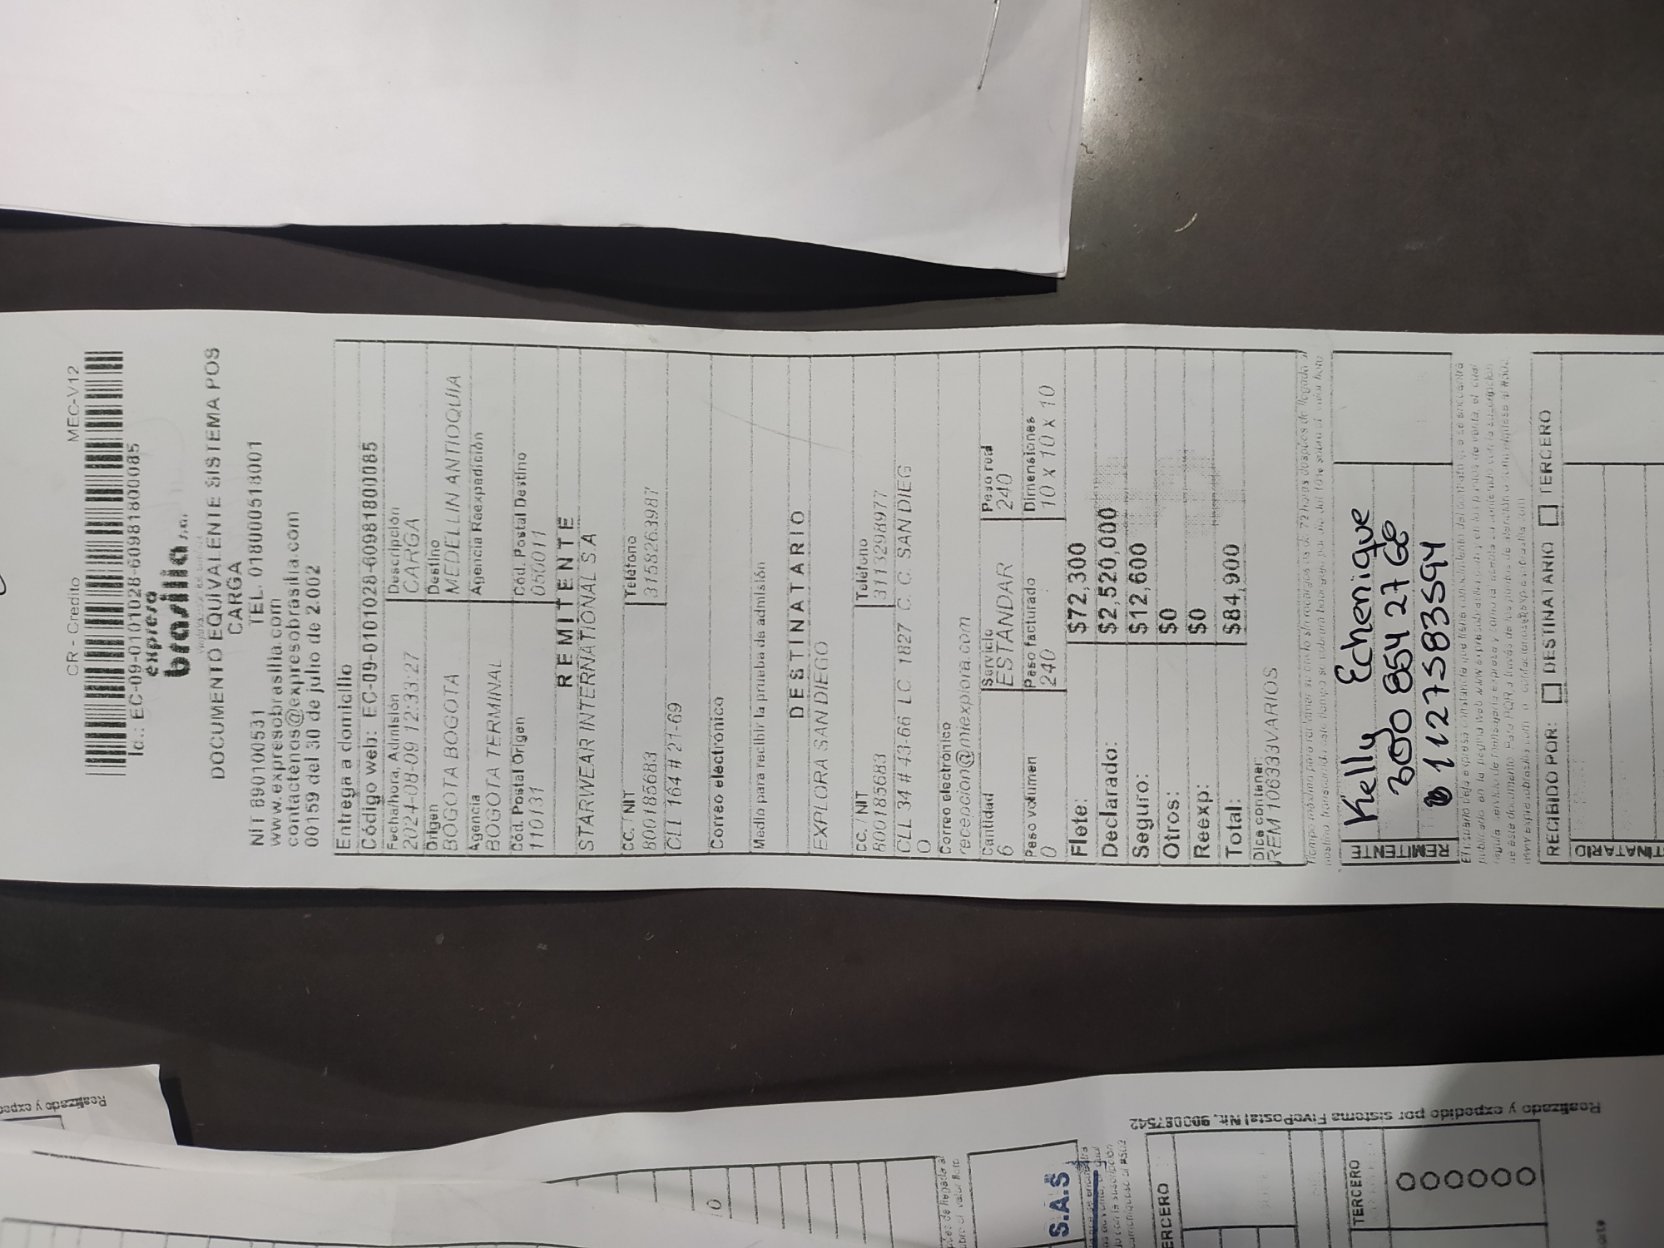 CR - Credito MEC-V12
Id.: EC-09-0101028-60981800085
expreso
brasilia s.a.
DOCUMENTO EQUIVALENTE SISTEMA POS
CARGA
NIT 890100531 TEL. 018000518001
www.expresobrasilia.com
contactenos@expresobrasilia.com
00159 del 30 de julio de 2.002
Entrega a domicilio
Código web: EC-09-0101028-60981800085
Fecha/hora, Admisión Descripción
2024-08-09 12:33:27 CARGA
Origen Destino
BOGOTA BOGOTA MEDELLIN ANTIOQUIA
Agencia Agencia Reexpedición
BOGOTA TERMINAL
Cód. Postal Origen Cód. Postal Destino
110131 050011
REMITENTE
STARWEAR INTERNATIONAL S A
CC. / NIT Teléfono
800185683 3158263987
CLL 164 # 21-69
Correo electrónico
Medio para recibir la prueba de admisión
DESTINATARIO
EXPLORA SAN DIEGO
CC. / NIT Teléfono
800185683 3113298977
CLL 34 # 43-66 LC 1827 C. C. SAN DIEG
O
Correo electrónico
recepcion@miexplora.com
Cantidad Servicio Peso real
6 ESTANDAR 240
Peso volumen Peso facturado Dimensiones
0 240 10 x 10 x 10
Flete: $72,300
Declarado: $2,520,000
Seguro: $12,600
Otros: $0
Reexp: $0
Total: $84,900
Dice contener:
REM 106333VARIOS
REMITENTE
Kelly Echenique
300 854 2768
1127583594
RECIBIDO POR: DESTINATARIO TERCERO
Realizado y expedido por sistema FivePostal Nit. 900087542
S.A.S
TERCERO
000000